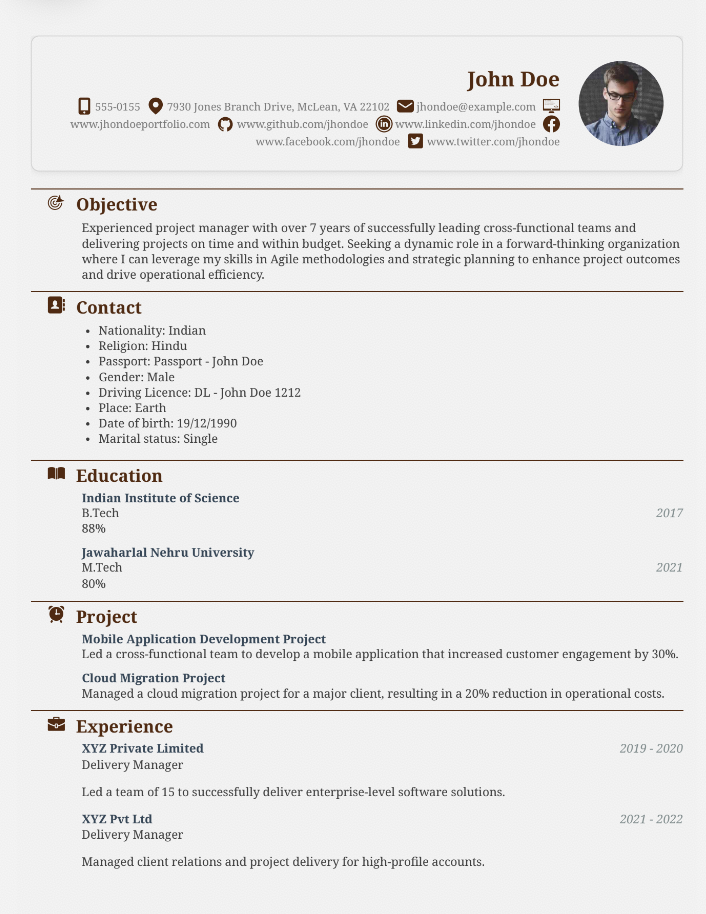 John Doe
555-0155 7930 Jones Branch Drive, McLean, VA 22102 jhondoe@example.com
www.jhondoeportfolio.com www.github.com/jhondoe www.linkedin.com/jhondoe
www.facebook.com/jhondoe www.twitter.com/jhondoe
Objective
Experienced project manager with over 7 years of successfully leading cross-functional teams and
delivering projects on time and within budget. Seeking a dynamic role in a forward-thinking organization
where I can leverage my skills in Agile methodologies and strategic planning to enhance project outcomes
and drive operational efficiency.
Contact
• Nationality: Indian
• Religion: Hindu
• Passport: Passport - John Doe
• Gender: Male
• Driving Licence: DL - John Doe 1212
• Place: Earth
• Date of birth: 19/12/1990
• Marital status: Single
Education
Indian Institute of Science
B.Tech 2017
88%
Jawaharlal Nehru University
M.Tech 2021
80%
Project
Mobile Application Development Project
Led a cross-functional team to develop a mobile application that increased customer engagement by 30%.
Cloud Migration Project
Managed a cloud migration project for a major client, resulting in a 20% reduction in operational costs.
Experience
XYZ Private Limited 2019 - 2020
Delivery Manager
Led a team of 15 to successfully deliver enterprise-level software solutions.
XYZ Pvt Ltd 2021 - 2022
Delivery Manager
Managed client relations and project delivery for high-profile accounts.